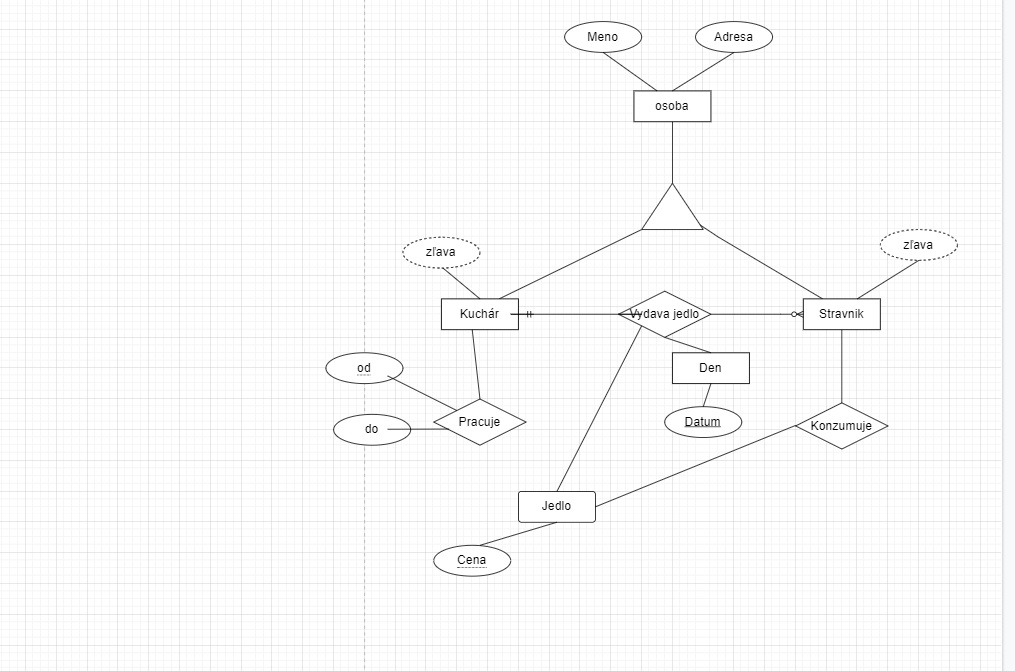 Meno
Adresa
osoba
zľava
zľava
Kuchár
Vydava jedlo
Stravnik
od
Den
do
Pracuje
Datum
Konzumuje
Jedlo
Cena